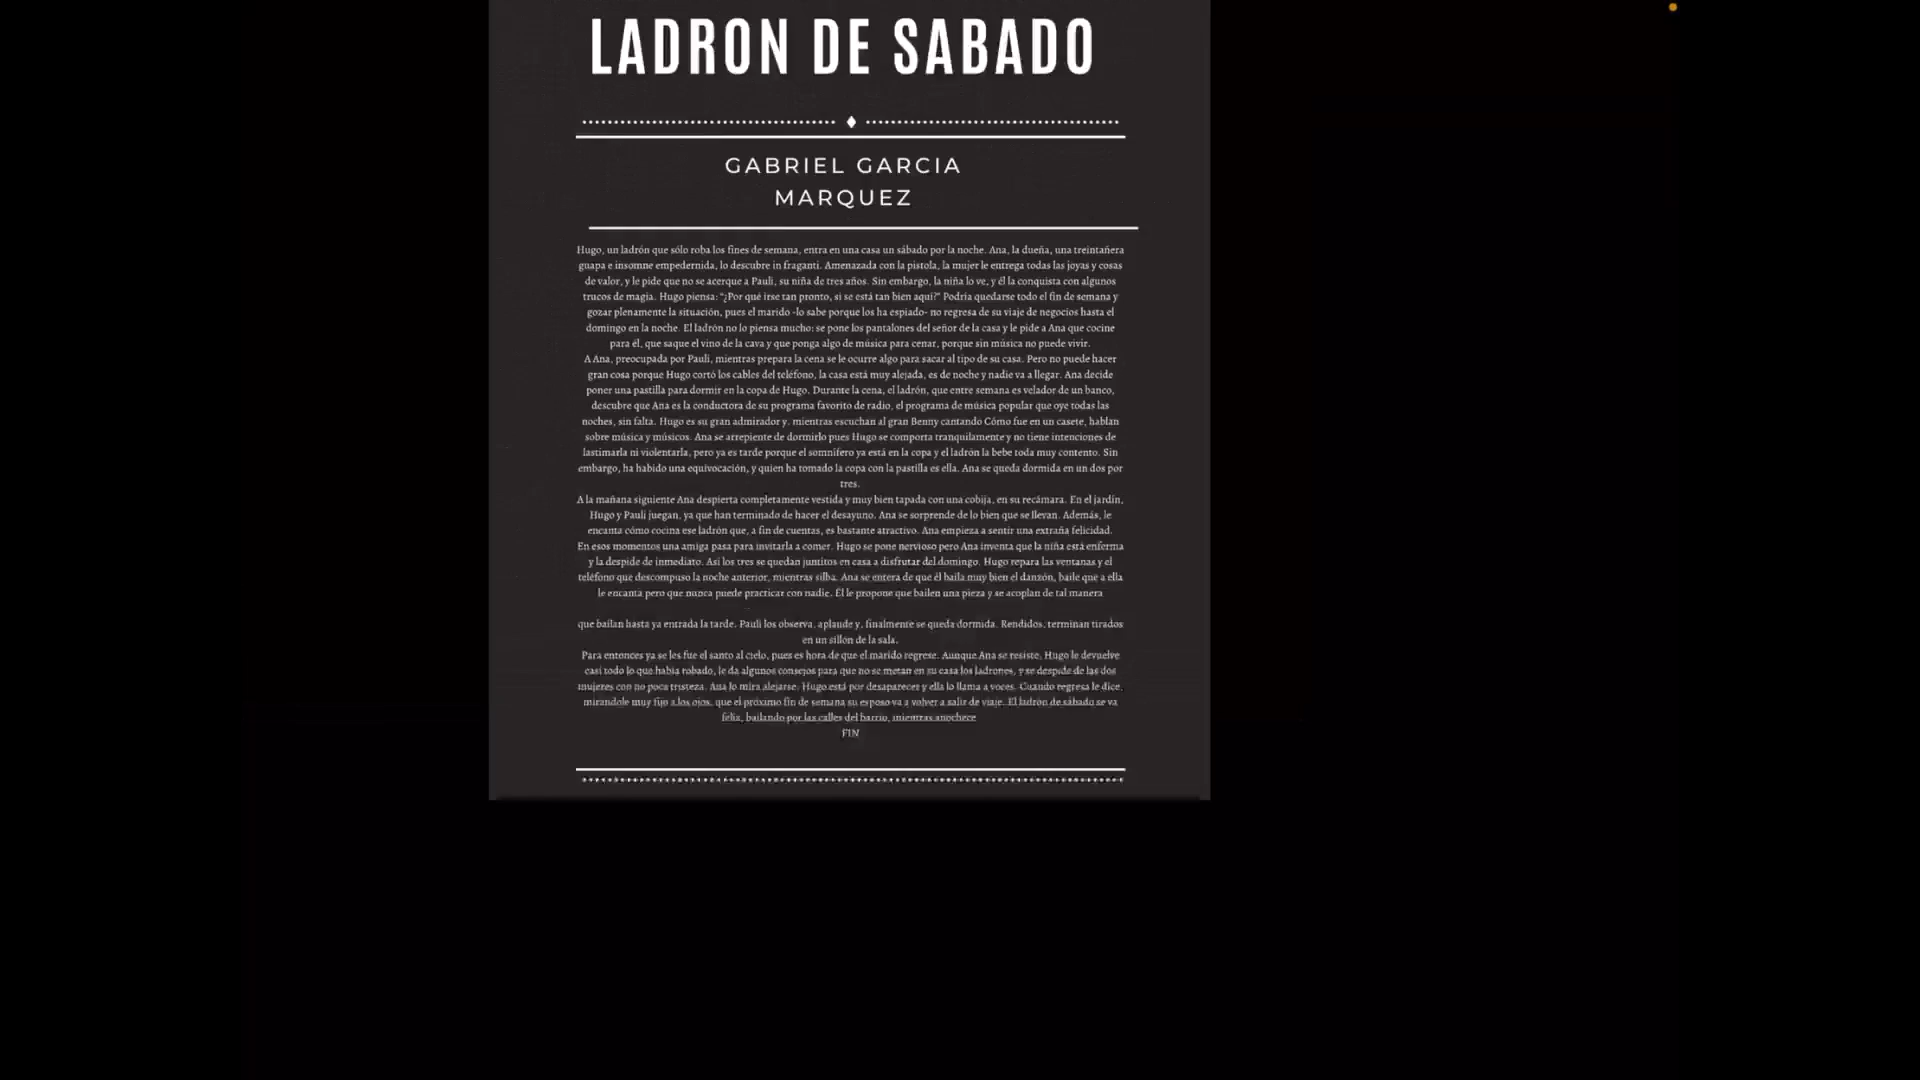 LADRON DE SABADO
GABRIEL GARCIA
MARQUEZ
Hugo, un ladrón que sólo roba los fines de semana, entra en una casa un sábado por la noche. Ana, la dueña, una treintañera
guapa e insomne empedernida, lo descubre in fraganti. Amenazada con la pistola, la mujer le entrega todas las joyas y cosas
de valor, y le pide que no se acerque a Pauli, su niña de tres años. Sin embargo, la niña lo ve, y él la conquista con algunos
trucos de magia. Hugo piensa: "¿Por qué irse tan pronto, si se está tan bien aquí?" Podría quedarse todo el fin de semana y
gozar plenamente la situación, pues el marido -lo sabe porque los ha espiado- no regresa de su viaje de negocios hasta el
domingo en la noche. El ladrón no lo piensa mucho: se pone los pantalones del señor de la casa y le pide a Ana que cocine
para él, que saque el vino de la cava y que ponga algo de música para cenar, porque sin música no puede vivir.
A Ana, preocupada por Pauli, mientras prepara la cena se le ocurre algo para sacar al tipo de su casa. Pero no puede hacer
gran cosa porque Hugo cortó los cables del teléfono, la casa está muy alejada, es de noche y nadie va a llegar. Ana decide
poner una pastilla para dormir en la copa de Hugo. Durante la cena, el ladrón, que entre semana es velador de un banco,
descubre que Ana es la conductora de su programa favorito de radio, el programa de música popular que oye todas las
noches, sin falta. Hugo es su gran admirador y, mientras escuchan al gran Benny cantando Cómo fue en un casete, hablan
sobre música y músicos. Ana se arrepiente de dormirlo pues Hugo se comporta tranquilamente y no tiene intenciones de
lastimarla ni violentarla, pero ya es tarde porque el somnífero ya está en la copa y el ladrón la bebe toda muy contento. Sin
embargo, ha habido una equivocación, y quien ha tomado la copa con la pastilla es ella. Ana se queda dormida en un dos por
tres.
A la mañana siguiente Ana despierta completamente vestida y muy bien tapada con una cobija, en su recámara. En el jardín,
Hugo y Pauli juegan, ya que han terminado de hacer el desayuno. Ana se sorprende de lo bien que se llevan. Además, le
encanta cómo cocina ese ladrón que, a fin de cuentas, es bastante atractivo. Ana empieza a sentir una extraña felicidad.
En esos momentos una amiga pasa para invitarla a comer. Hugo se pone nervioso pero Ana inventa que la niña está enferma
y la despide de inmediato. Así los tres se quedan juntitos en casa a disfrutar del domingo. Hugo repara las ventanas y el
teléfono que descompuso la noche anterior, mientras silba. Ana se entera de que él baila muy bien el danzón, baile que a ella
le encanta pero que nunca puede practicar con nadie. Él le propone que bailen una pieza y se acoplan de tal manera
que bailan hasta ya entrada la tarde. Pauli los observa, aplaude y, finalmente se queda dormida. Rendidos, terminan tirados
en un sillón de la sala.
Para entonces ya se les fue el santo al cielo, pues es hora de que el marido regrese. Aunque Ana se resiste, Hugo le devuelve
casi todo lo que había robado, le da algunos consejos para que no se metan en su casa los ladrones, y se despide de las dos
mujeres con no poca tristeza. Ana lo mira alejarse. Hugo está por desaparecer y ella lo llama a voces. Cuando regresa le dice,
mirándole muy fijo a los ojos, que el próximo fin de semana su esposo va a volver a salir de viaje. El ladrón de sábado se va
feliz, bailando por las calles del barrio, mientras anochece
FIN